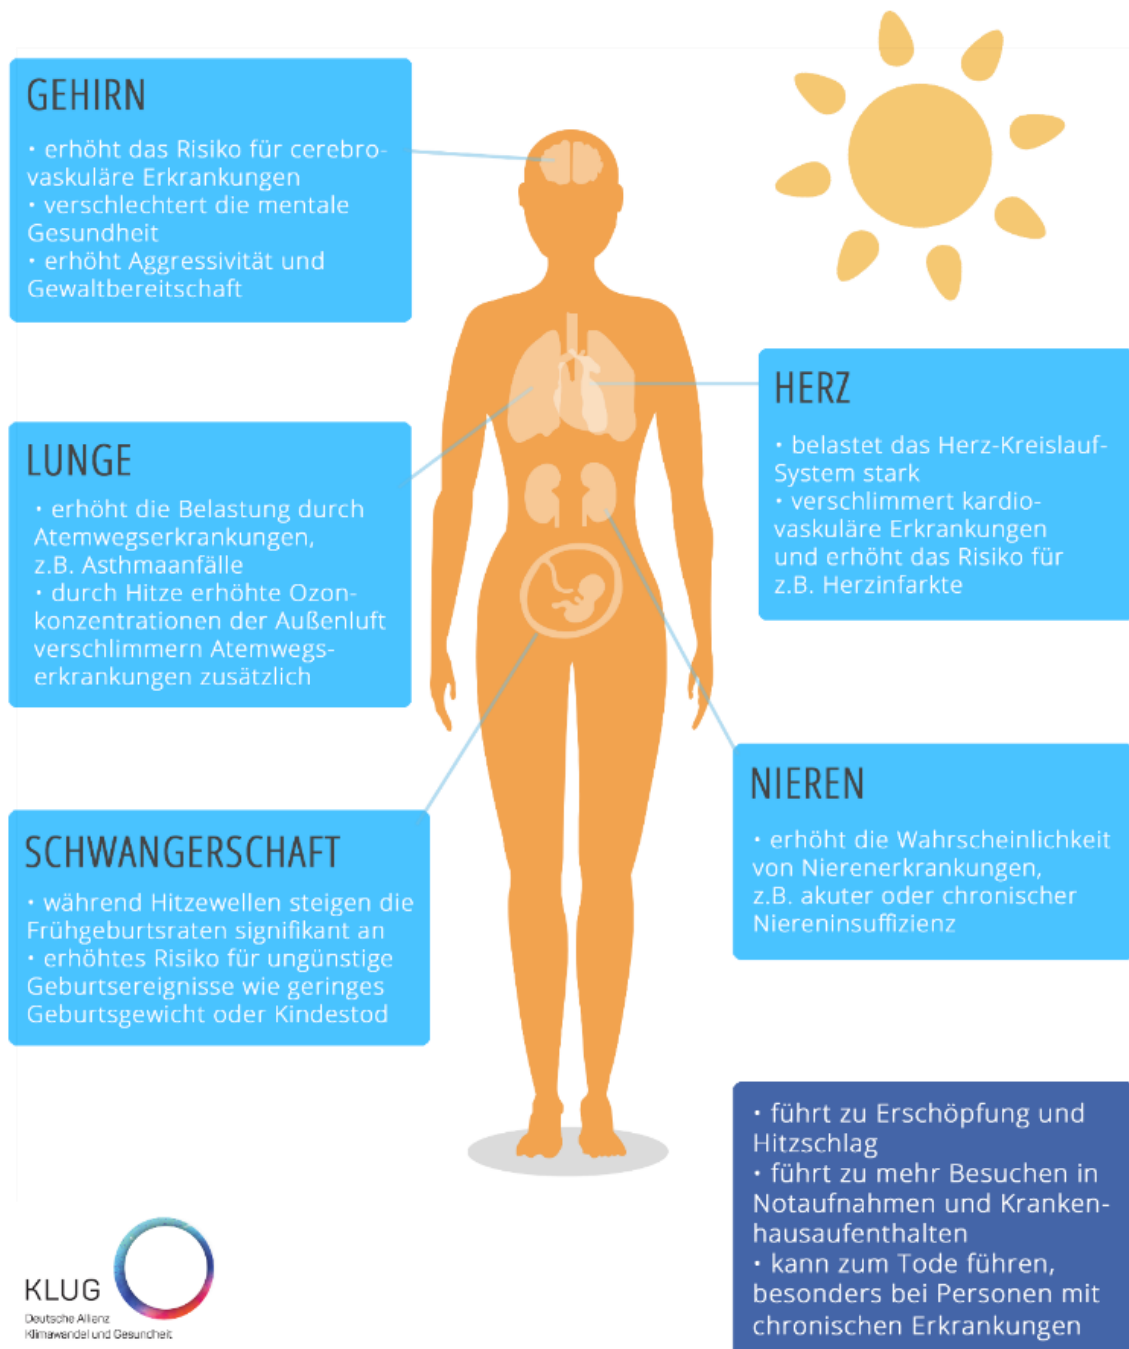 GEHIRN
• erhöht das Risiko für cerebro-
vaskuläre Erkrankungen
• verschlechtert die mentale
Gesundheit
• erhöht Aggressivität und
Gewaltbereitschaft
HERZ
• belastet das Herz-Kreislauf-
System stark
• verschlimmert kardio-
vaskuläre Erkrankungen
und erhöht das Risiko für
z.B. Herzinfarkte
LUNGE
• erhöht die Belastung durch
Atemwegserkrankungen,
z.B. Asthmaanfälle
• durch Hitze erhöhte Ozon-
konzentrationen der Außenluft
verschlimmern Atemwegs-
erkrankungen zusätzlich
NIEREN
• erhöht die Wahrscheinlichkeit
von Nierenerkrankungen,
z.B. akuter oder chronischer
Niereninsuffizienz
SCHWANGERSCHAFT
• während Hitzewellen steigen die
Frühgeburtsraten signifikant an
• erhöhtes Risiko für ungünstige
Geburtsereignisse wie geringes
Geburtsgewicht oder Kindestod
• führt zu Erschöpfung und
Hitzschlag
• führt zu mehr Besuchen in
Notaufnahmen und Kranken-
hausaufenthalten
• kann zum Tode führen,
besonders bei Personen mit
chronischen Erkrankungen
KLUG
Deutsche Allianz
Klimawandel und Gesundheit